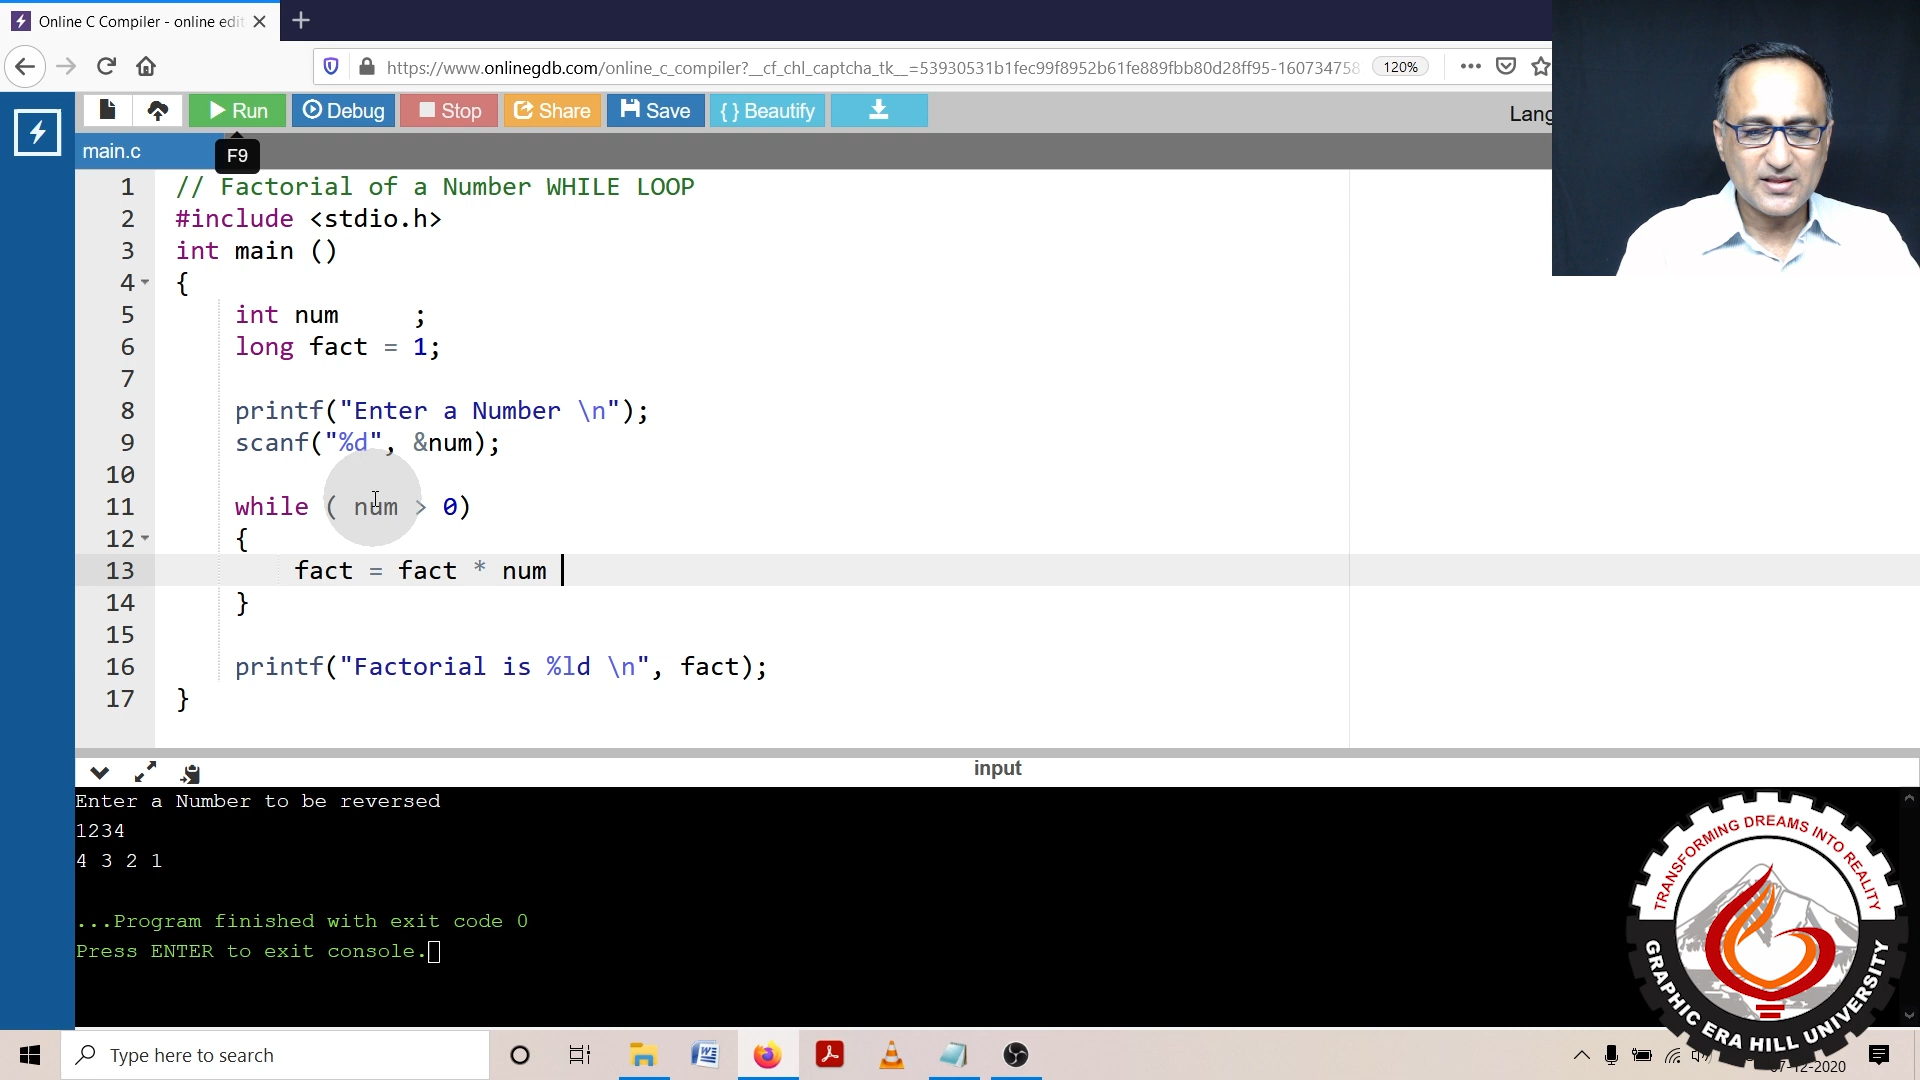 Online C Compiler - online edit
https://www.onlinegdb.com/online_c_compiler?__cf_chl_captcha_tk__=53930531b1fec99f8952b61fe889fbb80d28ff95-160734758
120%
Run
Debug
Stop
Share
Save
{ } Beautify
Lang
main.c
F9
1 // Factorial of a Number WHILE LOOP
2 #include <stdio.h>
3 int main ()
4 {
5 int num ;
6 long fact = 1;
7
8 printf("Enter a Number \n");
9 scanf("%d", &num);
10
11 while ( num > 0)
12 {
13 fact = fact * num
14 }
15
16 printf("Factorial is %ld \n", fact);
17 }
input
Enter a Number to be reversed
1234
4 3 2 1
...Program finished with exit code 0
Press ENTER to exit console.
TRANSFORMING DREAMS INTO REALITY
GRAPHIC ERA HILL UNIVERSITY
Type here to search
-12-2020